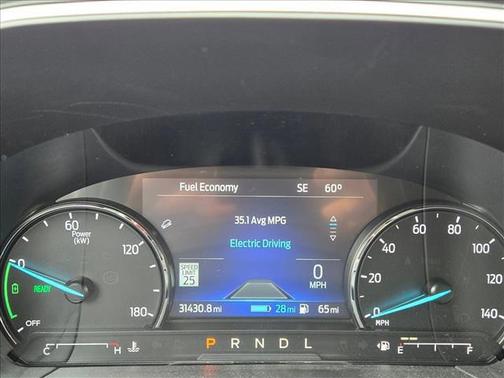 Fuel Economy SE 60°
35.1 Avg MPG
Electric Driving
60
Power
(kW)
0
120
READY
180
OFF
SPEED
LIMIT
25
0
MPH
31430.8 mi 28 mi 65 mi
60 80
40 100
20 120
0 140
MPH
C H
P R N D L
E F